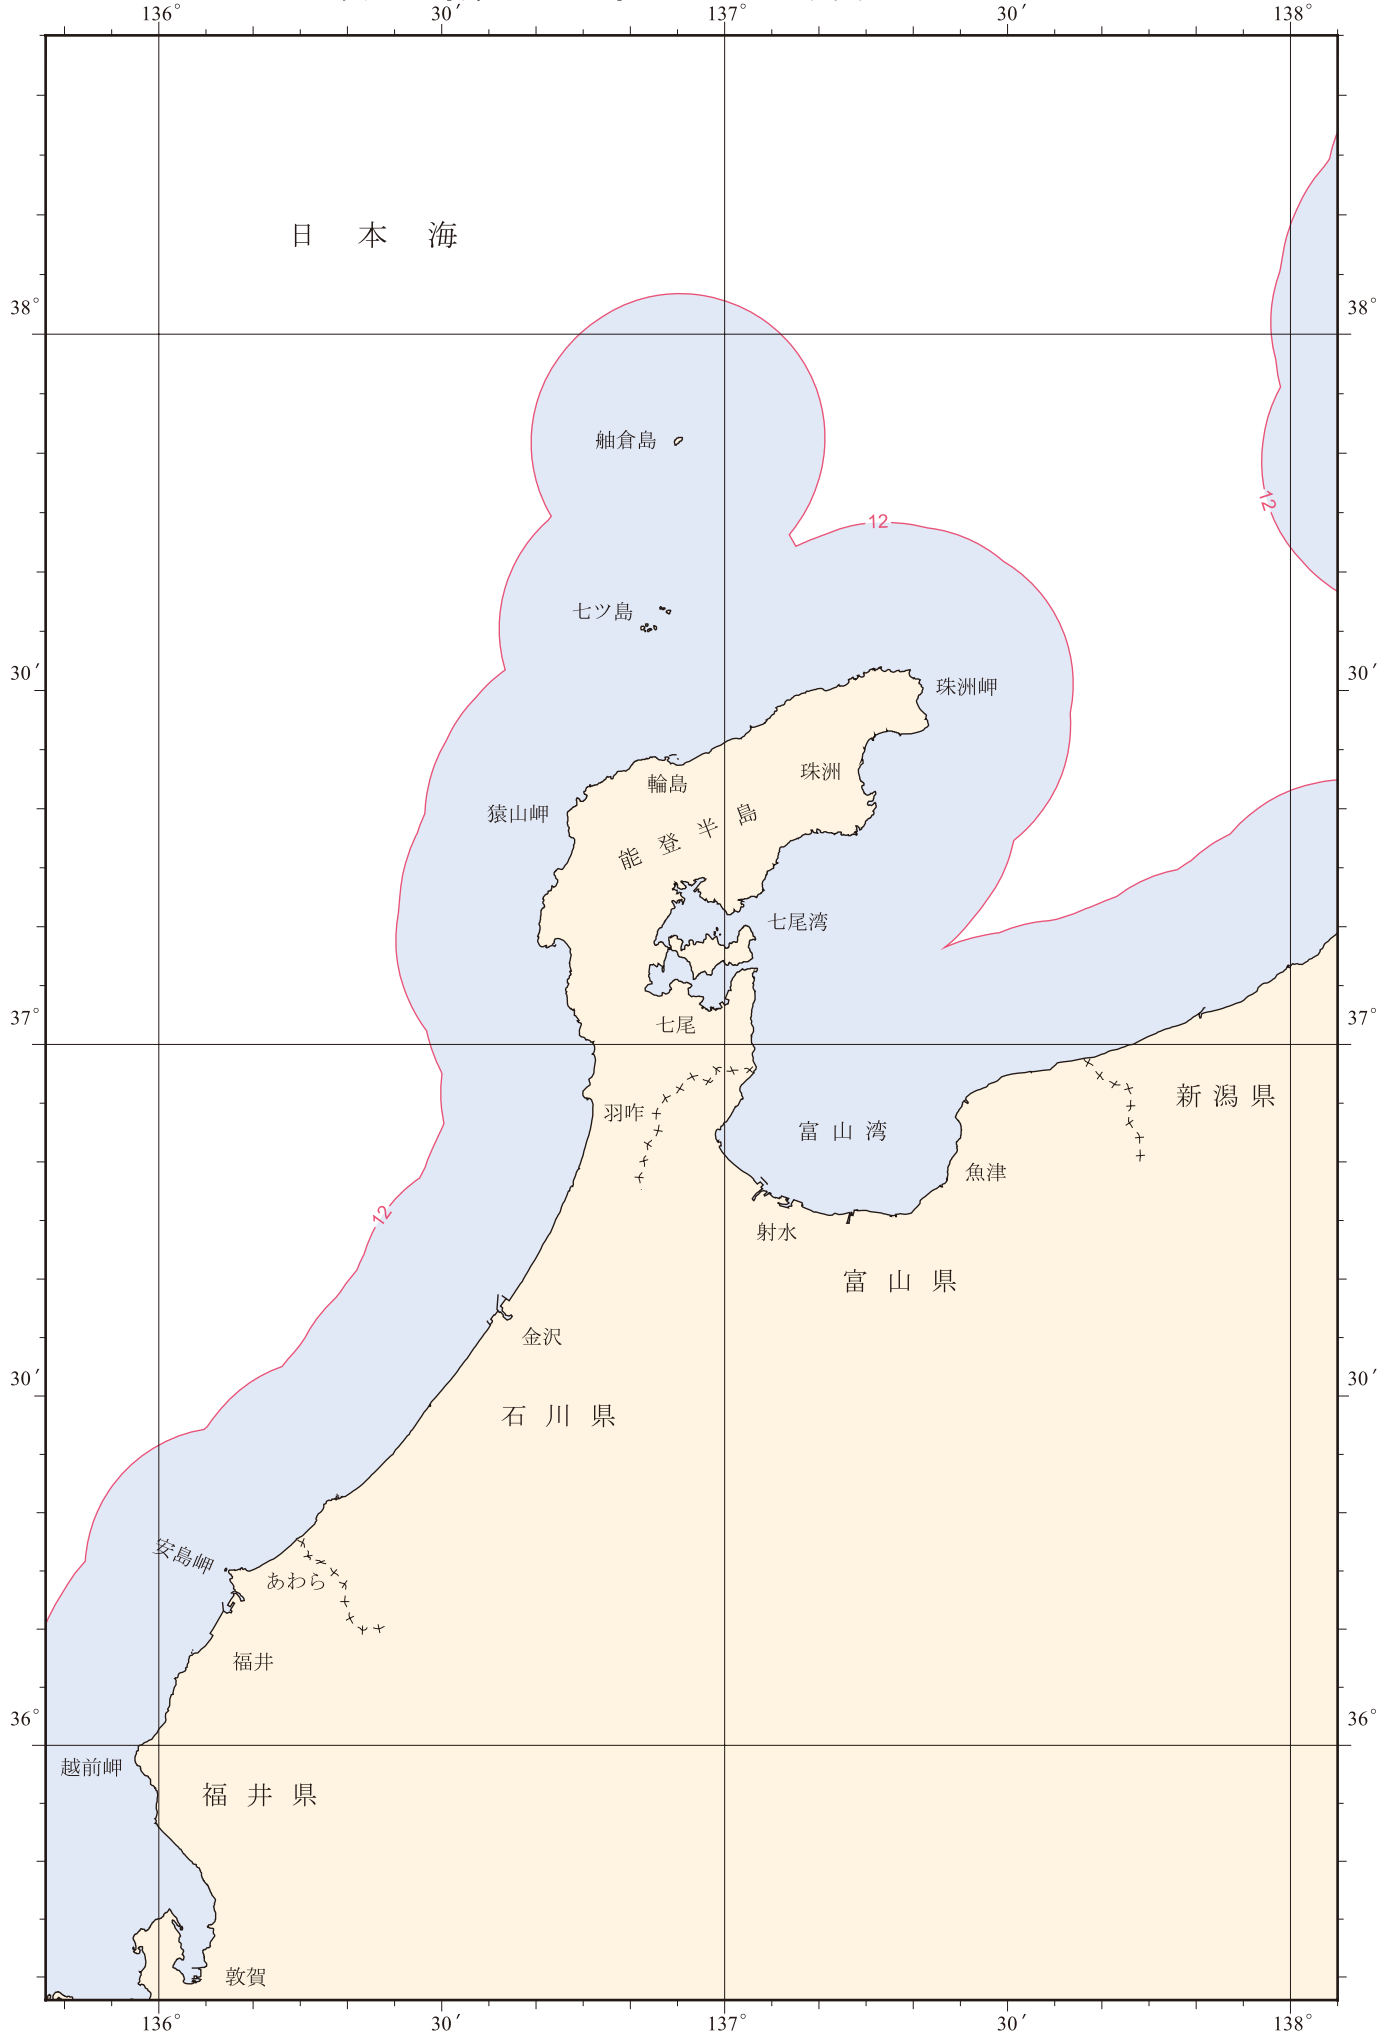 136°
30′
137°
30′
138°
日本海
38°
38°
舳倉島
12
12
七ツ島
30′
30′
珠洲岬
珠洲
輪島
猿山岬
能登半島
七尾湾
37°
37°
七尾
新潟県
羽咋
富山湾
魚津
12
射水
富山県
金沢
30′
30′
石川県
安島岬
あわら
福井
36°
36°
越前岬
福井県
敦賀
136°
30′
137°
30′
138°